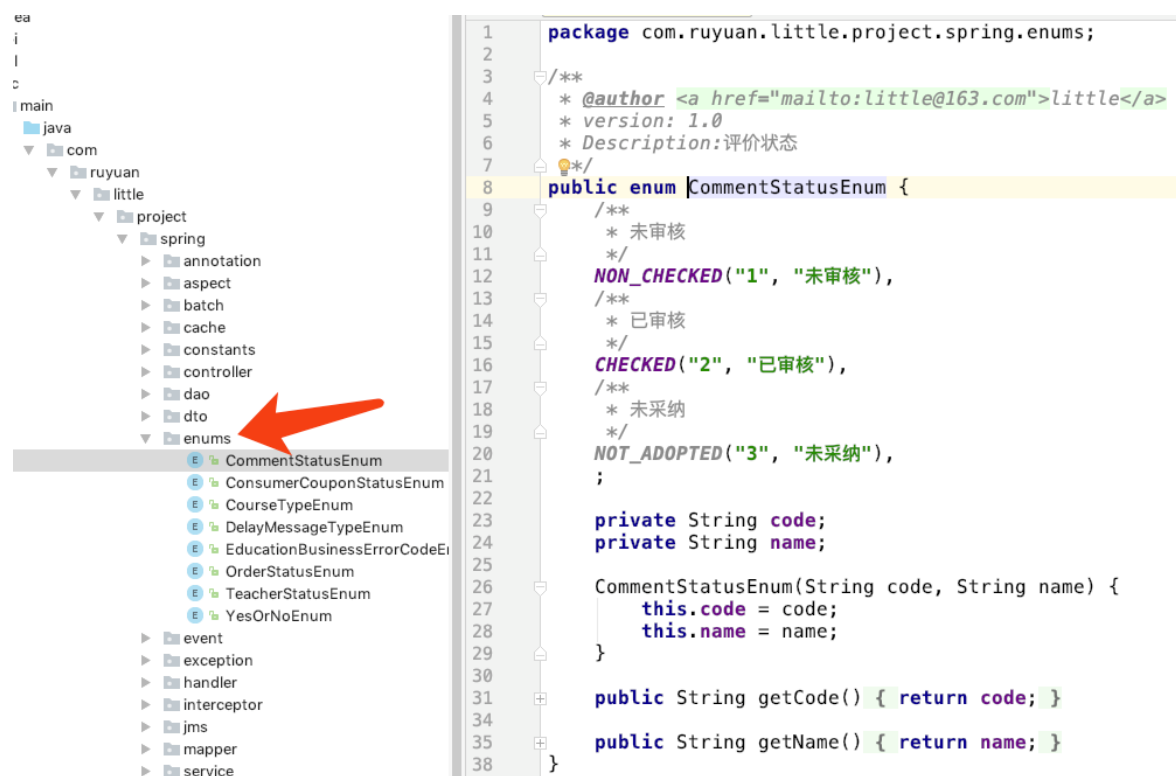 main
java
com
ruyuan
little
project
spring
annotation
aspect
batch
cache
constants
controller
dao
dto
enums
CommentStatusEnum
ConsumerCouponStatusEnum
CourseTypeEnum
DelayMessageTypeEnum
EducationBusinessErrorCodeE
OrderStatusEnum
TeacherStatusEnum
YesOrNoEnum
event
exception
handler
interceptor
jms
mapper
service
1 package com.ruyuan.little.project.spring.enums;
2
3 /**
4 * @author <a href="mailto:little@163.com">little</a>
5 * version: 1.0
6 * Description:评价状态
7 */
8 public enum CommentStatusEnum {
9 /**
10 * 未审核
11 */
12 NON_CHECKED("1", "未审核"),
13 /**
14 * 已审核
15 */
16 CHECKED("2", "已审核"),
17 /**
18 * 未采纳
19 */
20 NOT_ADOPTED("3", "未采纳"),
21 ;
22
23 private String code;
24 private String name;
25
26 CommentStatusEnum(String code, String name) {
27 this.code = code;
28 this.name = name;
29 }
30
31 public String getCode() { return code; }
34
35 public String getName() { return name; }
38 }